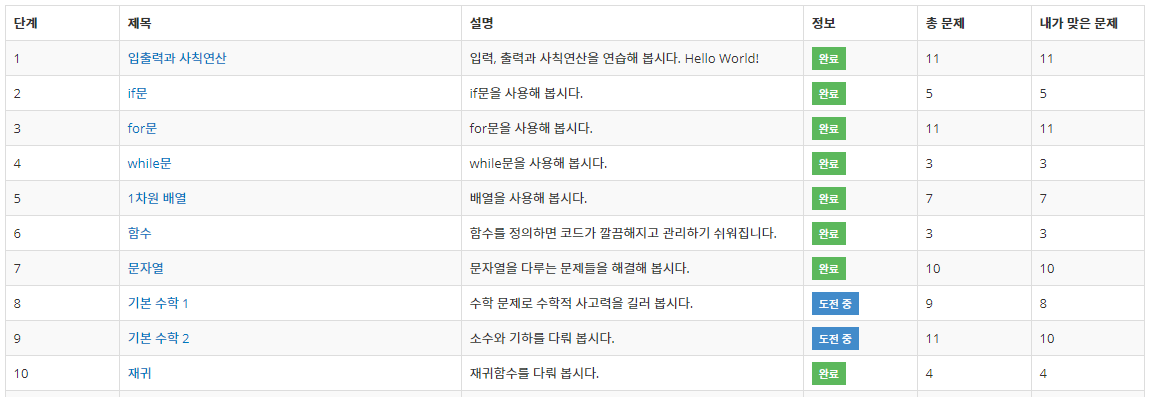 단계 제목 설명 정보 총 문제 내가 맞은 문제
1 입출력과 사칙연산 입력, 출력과 사칙연산을 연습해 봅시다. Hello World! 완료 11 11
2 if문 if문을 사용해 봅시다. 완료 5 5
3 for문 for문을 사용해 봅시다. 완료 11 11
4 while문 while문을 사용해 봅시다. 완료 3 3
5 1차원 배열 배열을 사용해 봅시다. 완료 7 7
6 함수 함수를 정의하면 코드가 깔끔해지고 관리하기 쉬워집니다. 완료 3 3
7 문자열 문자열을 다루는 문제들을 해결해 봅시다. 완료 10 10
8 기본 수학 1 수학 문제로 수학적 사고력을 길러 봅시다. 도전 중 9 8
9 기본 수학 2 소수와 기하를 다뤄 봅시다. 도전 중 11 10
10 재귀 재귀함수를 다뤄 봅시다. 완료 4 4